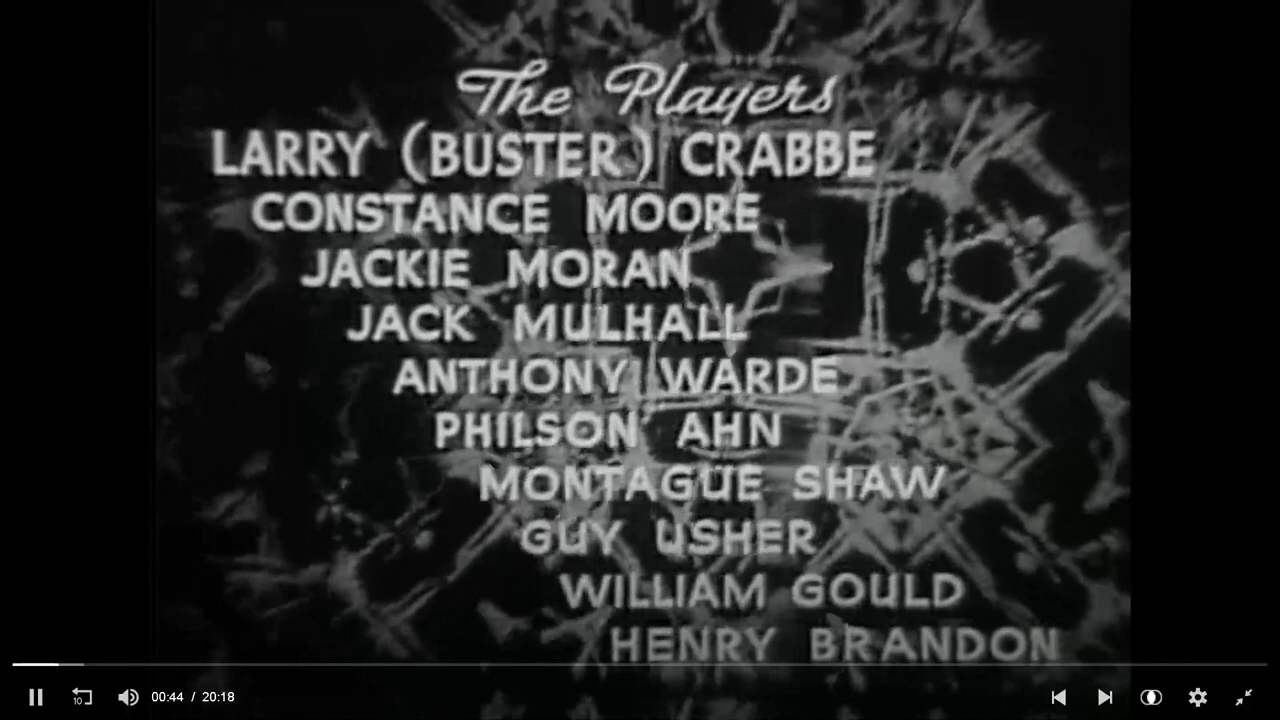 The Players
LARRY (BUSTER) CRABBE
CONSTANCE MOORE
JACKIE MORAN
JACK MULHALL
ANTHONY WARDE
PHILSON AHN
MONTAGUE SHAW
GUY USHER
WILLIAM GOULD
HENRY BRANDON
10
00:44 / 20:18